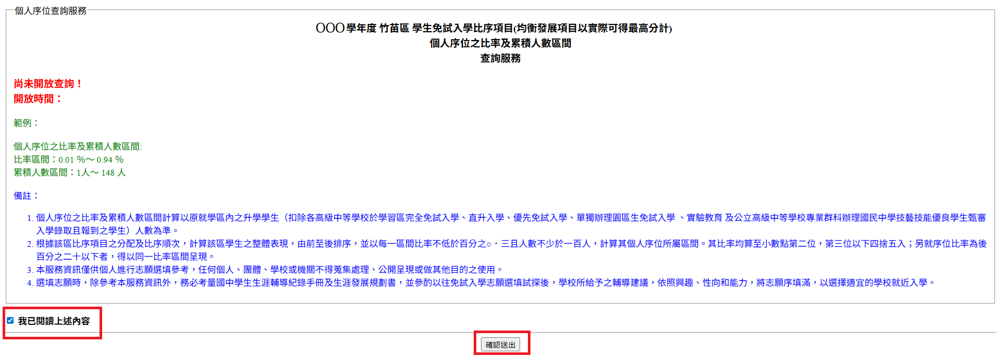 個人序位查詢服務
〇〇〇學年度 竹苗區 學生免試入學比序項目(均衡發展項目以實際可得最高分計)
個人序位之比率及累積人數區間
查詢服務
尚未開放查詢！
開放時間：
範例：
個人序位之比率及累積人數區間:
比率區間：0.01 %～ 0.94 %
累積人數區間：1人～ 148 人
備註：
1. 個人序位之比率及累積人數區間計算以原就學區內之升學學生（扣除各高級中等學校於學習區完全免試入學、直升入學、優先免試入學、單獨辦理園區生免試入學 、實驗教育 及公立高級中等學校專業群科辦理國民中學技藝技能優良學生甄審
入學錄取且報到之學生）人數為準。
2. 根據該區比序項目之分配及比序順次，計算該區學生之整體表現，由前至後排序，並以每一區間比率不低於百分之○．三且人數不少於一百人，計算其個人序位所屬區間。其比率均算至小數點第二位，第三位以下四捨五入；另就序位比率為後
百分之二十以下者，得以同一比率區間呈現。
3. 本服務資訊僅供個人進行志願選填參考，任何個人、團體、學校或機關不得蒐集處理、公開呈現或做其他目的之使用。
4. 選填志願時，除參考本服務資訊外，務必考量國中學生生涯輔導紀錄手冊及生涯發展規劃書，並參酌以往免試入學志願選填試探後，學校所給予之輔導建議，依照興趣、性向和能力，將志願序填滿，以選擇適宜的學校就近入學。
我已閱讀上述內容
確認送出